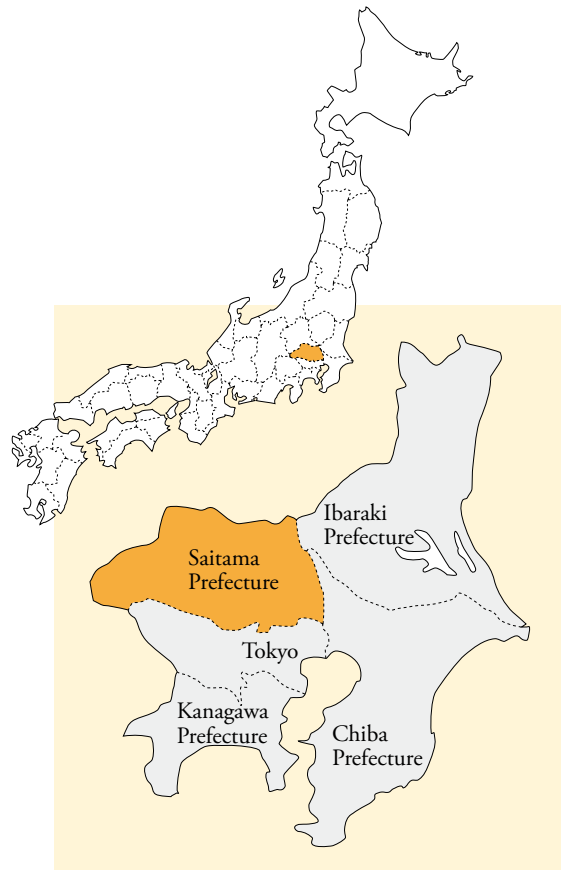 Ibaraki
Prefecture
Saitama
Prefecture
Tokyo
Kanagawa
Prefecture
Chiba
Prefecture